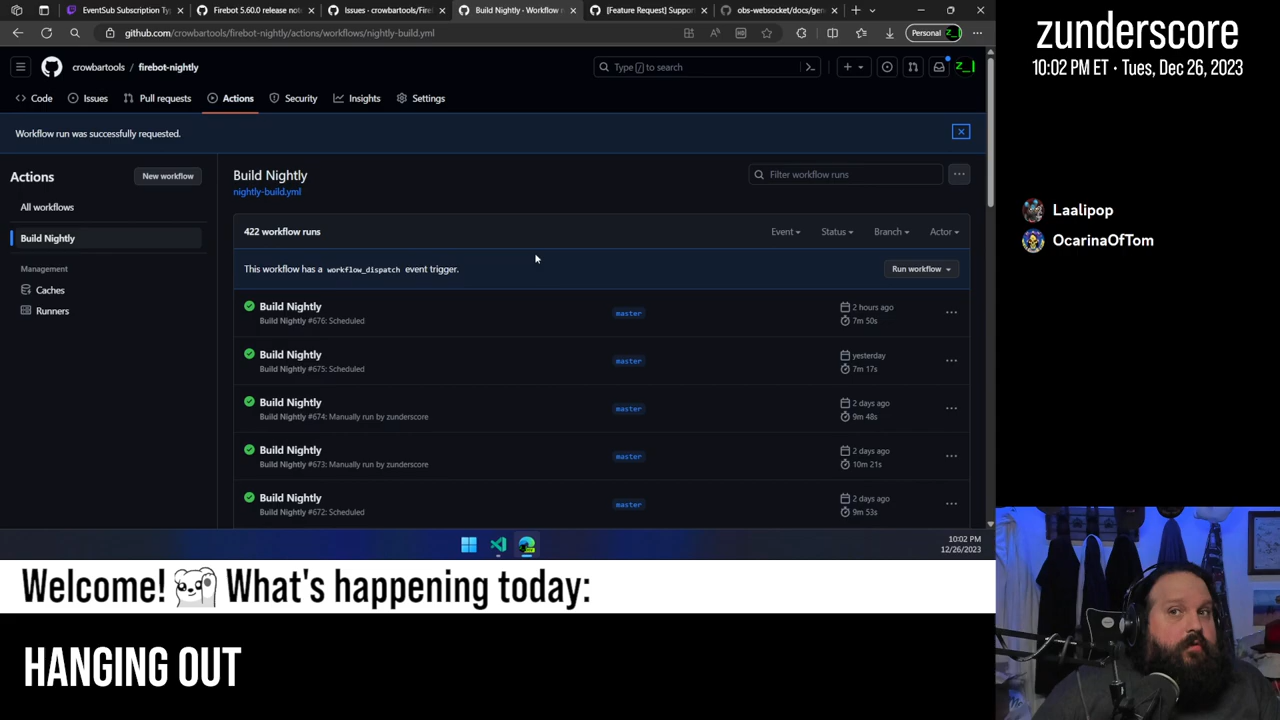 EventSub Subscription Ty
Firebot 5.60.0 release note
Issues · crowbartools/Firel
Build Nightly · Workflow r
[Feature Request] Support
obs-websocket/docs/gen
github.com/crowbartools/firebot-nightly/actions/workflows/nightly-build.yml
Personal
crowbartools / firebot-nightly
Type / to search
Code
Issues
Pull requests
Actions
Security
Insights
Settings
Workflow run was successfully requested.
Actions
New workflow
All workflows
Build Nightly
Management
Caches
Runners
Build Nightly
nightly-build.yml
Filter workflow runs
422 workflow runs
Event
Status
Branch
Actor
This workflow has a workflow_dispatch event trigger.
Run workflow
Build Nightly
Build Nightly #676: Scheduled
master
2 hours ago
7m 50s
Build Nightly
Build Nightly #675: Scheduled
master
yesterday
7m 17s
Build Nightly
Build Nightly #674: Manually run by zunderscore
master
2 days ago
9m 48s
Build Nightly
Build Nightly #673: Manually run by zunderscore
master
2 days ago
10m 21s
Build Nightly
Build Nightly #672: Scheduled
master
2 days ago
9m 53s
10:02 PM
12/26/2023
zunderscore
10:02 PM ET · Tues, Dec 26, 2023
Laalipop
OcarinaOfTom
Welcome! What's happening today:
HANGING OUT